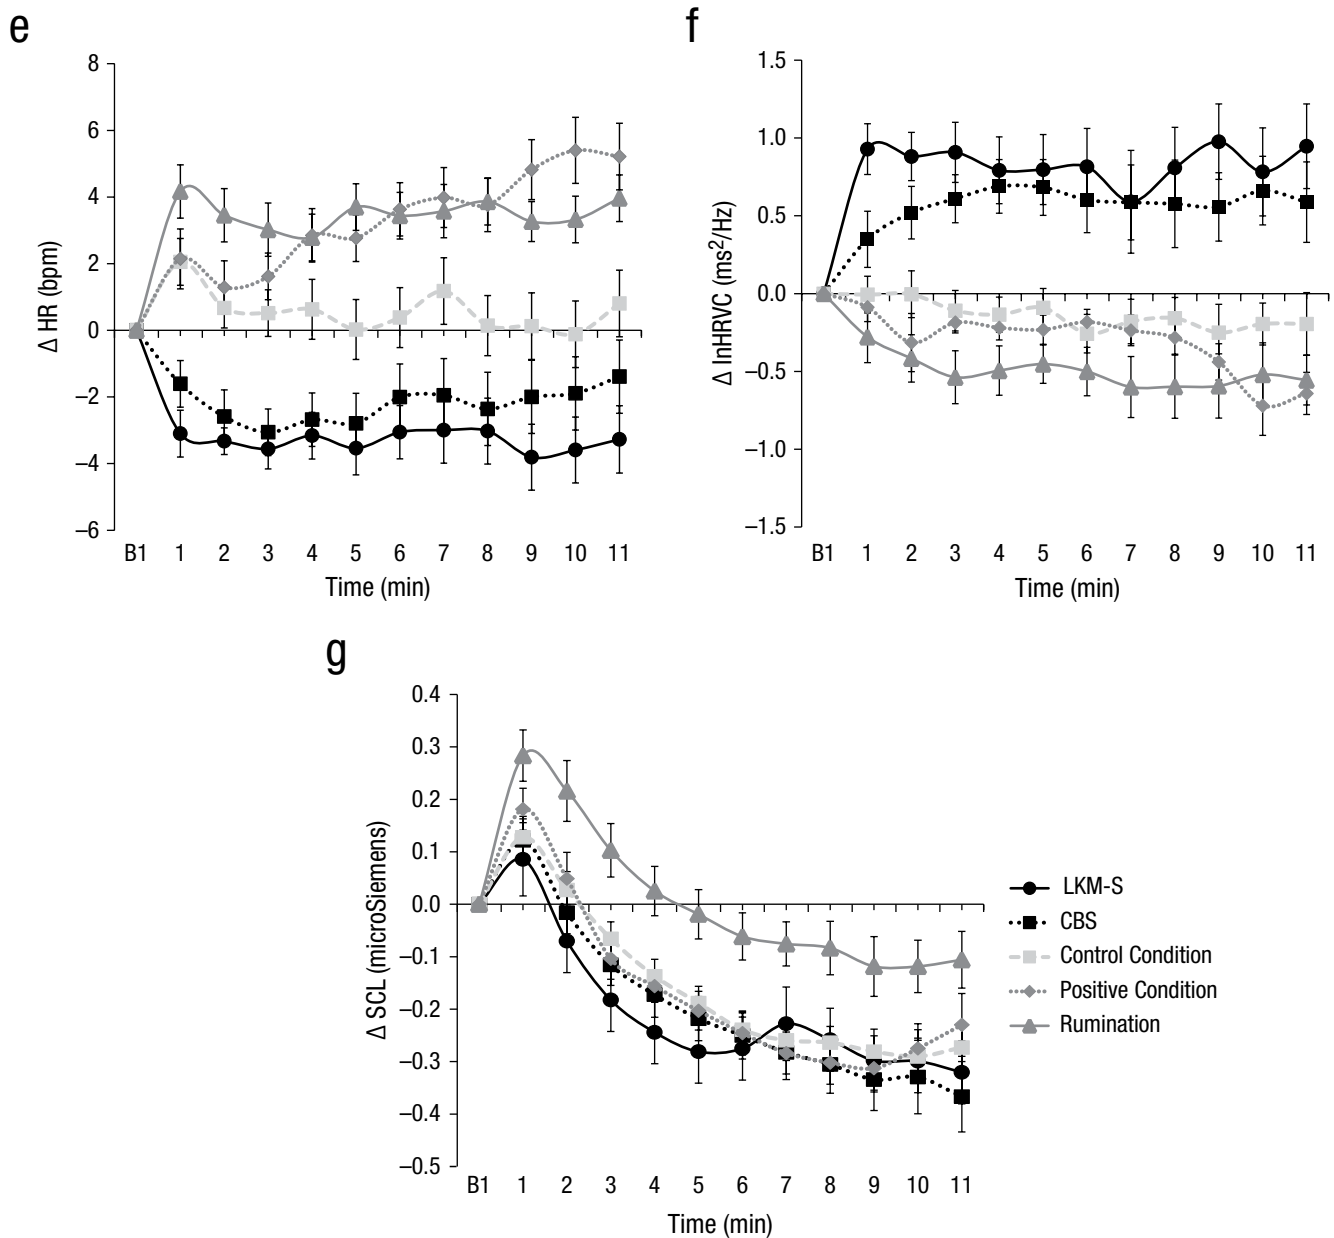 e
8
6
4
2
0
–2
–4
–6
Δ HR (bpm)
B1 1 2 3 4 5 6 7 8 9 10 11
Time (min)
f
1.5
1.0
0.5
0.0
–0.5
–1.0
–1.5
Δ lnHRVC (ms²/Hz)
B1 1 2 3 4 5 6 7 8 9 10 11
Time (min)
g
0.4
0.3
0.2
0.1
0.0
–0.1
–0.2
–0.3
–0.4
–0.5
Δ SCL (microSiemens)
B1 1 2 3 4 5 6 7 8 9 10 11
Time (min)
LKM-S
CBS
Control Condition
Positive Condition
Rumination